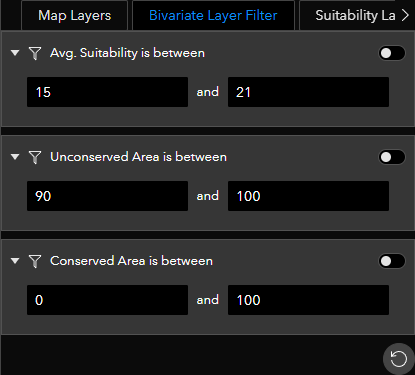 Map Layers Bivariate Layer Filter Suitability La
Avg. Suitability is between
15 and 21
Unconserved Area is between
90 and 100
Conserved Area is between
0 and 100